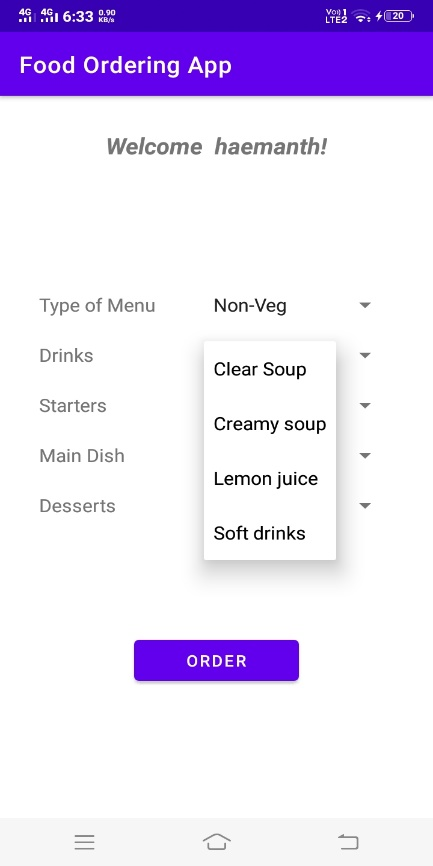 4G 4G 6:33 0.90 KB/s Vo)) 1 LTE2 20
Food Ordering App
Welcome haemanth!
Type of Menu Non-Veg
Drinks
Clear Soup
Starters
Creamy soup
Main Dish
Lemon juice
Desserts
Soft drinks
ORDER